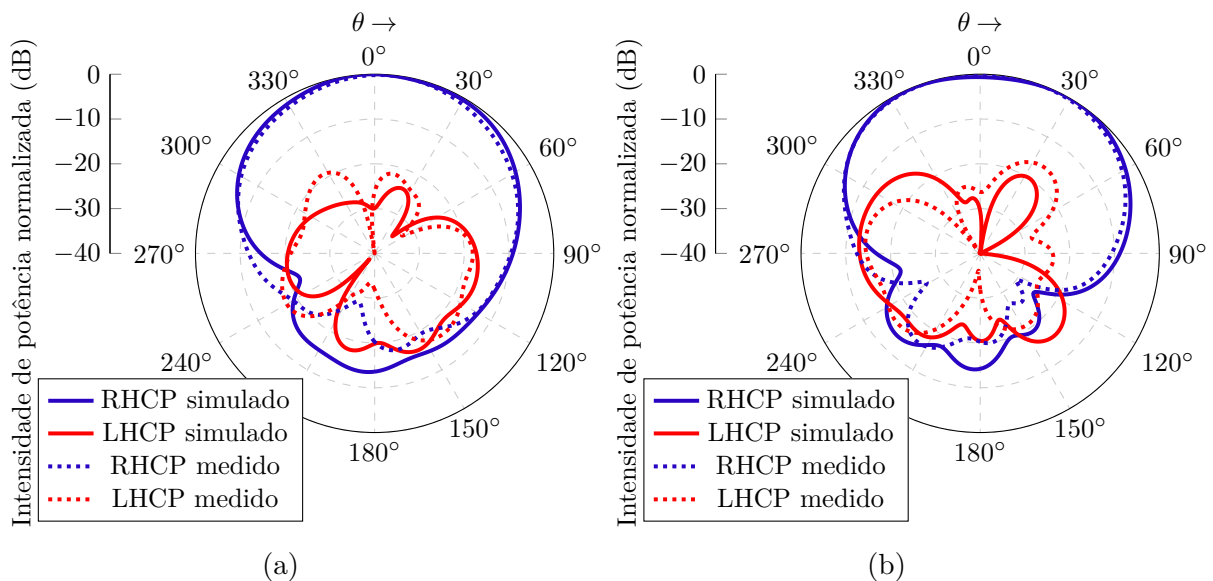 θ →
0°
30°
60°
90°
120°
150°
180°
240°
270°
300°
330°
0
−10
−20
−30
−40
Intensidade de potência normalizada (dB)
RHCP simulado
LHCP simulado
RHCP medido
LHCP medido
(a)
θ →
0°
30°
60°
90°
120°
150°
180°
240°
270°
300°
330°
0
−10
−20
−30
−40
Intensidade de potência normalizada (dB)
RHCP simulado
LHCP simulado
RHCP medido
LHCP medido
(b)